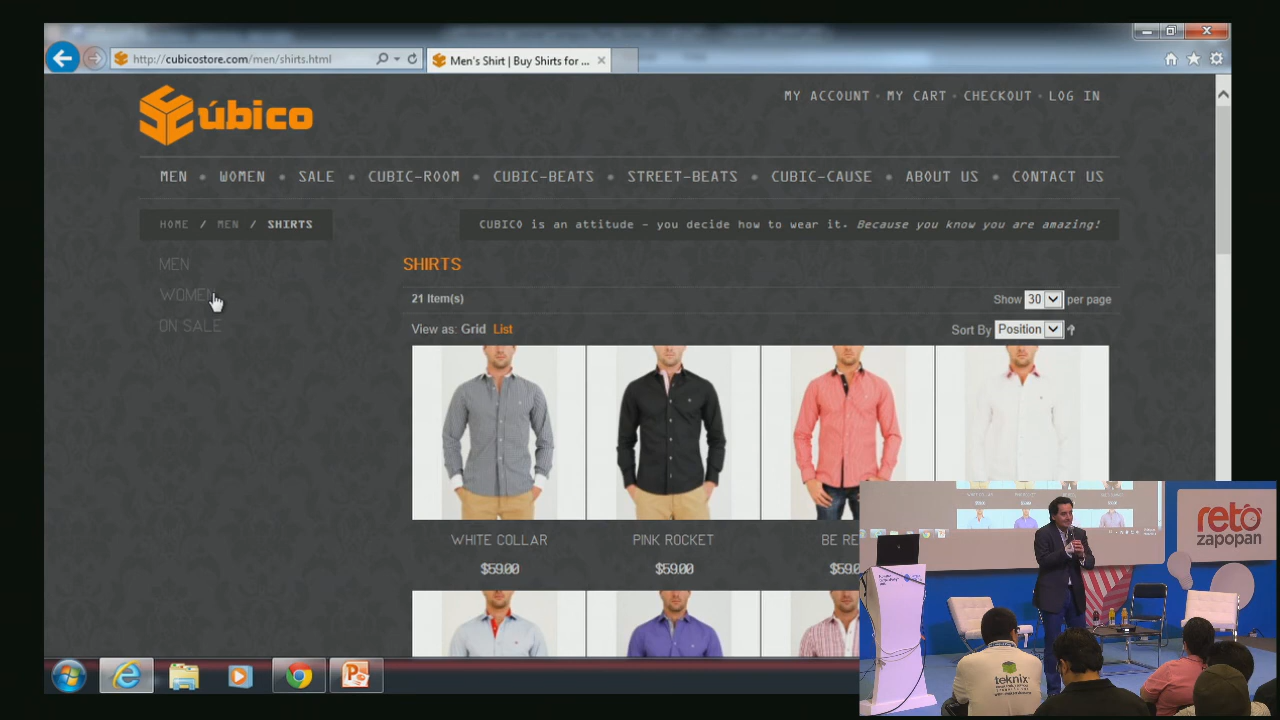 http://cubicostore.com/men/shirts.html
Men's Shirt | Buy Shirts for ...
úbico
MY ACCOUNT • MY CART • CHECKOUT • LOG IN
MEN • WOMEN • SALE • CUBIC-ROOM • CUBIC-BEATS • STREET-BEATS • CUBIC-CAUSE • ABOUT US • CONTACT US
HOME / MEN / SHIRTS
CUBICO is an attitude - you decide how to wear it. Because you know you are amazing!
MEN
WOMEN
ON SALE
SHIRTS
21 Item(s)
Show 30 per page
View as: Grid List
Sort By Position
WHITE COLLAR
PINK ROCKET
BE RE
$59.00
$59.00
$59.0
reto
zapopan
teknix